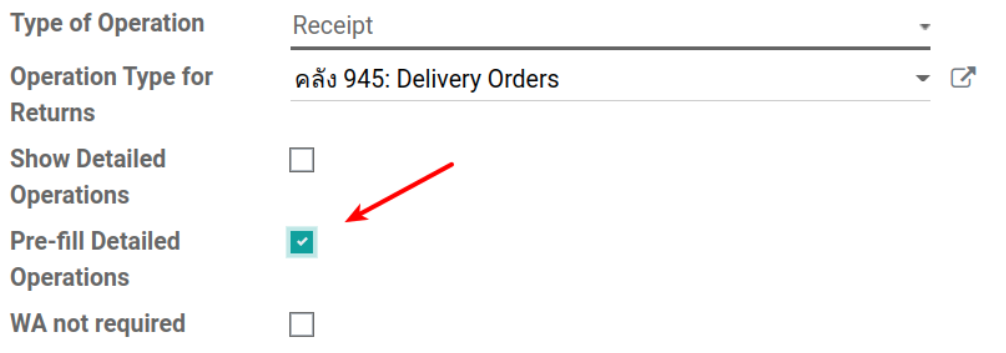 Type of Operation
Receipt
Operation Type for
Returns
คลัง 945: Delivery Orders
Show Detailed
Operations
Pre-fill Detailed
Operations
WA not required